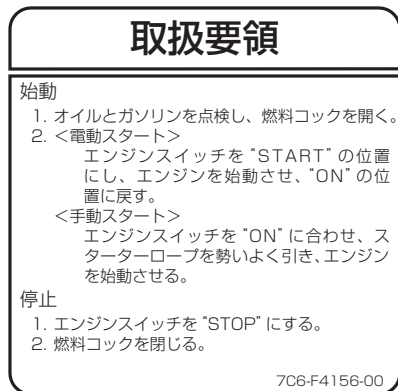 取扱要領
始動
1. オイルとガソリンを点検し、燃料コックを開く。
2. ＜電動スタート＞
エンジンスイッチを“START”の位置
にし、エンジンを始動させ、“ON”の位
置に戻す。
＜手動スタート＞
エンジンスイッチを“ON”に合わせ、ス
ターターロープを勢いよく引き、エンジン
を始動させる。
停止
1. エンジンスイッチを“STOP”にする。
2. 燃料コックを閉じる。
7C6-F4156-00